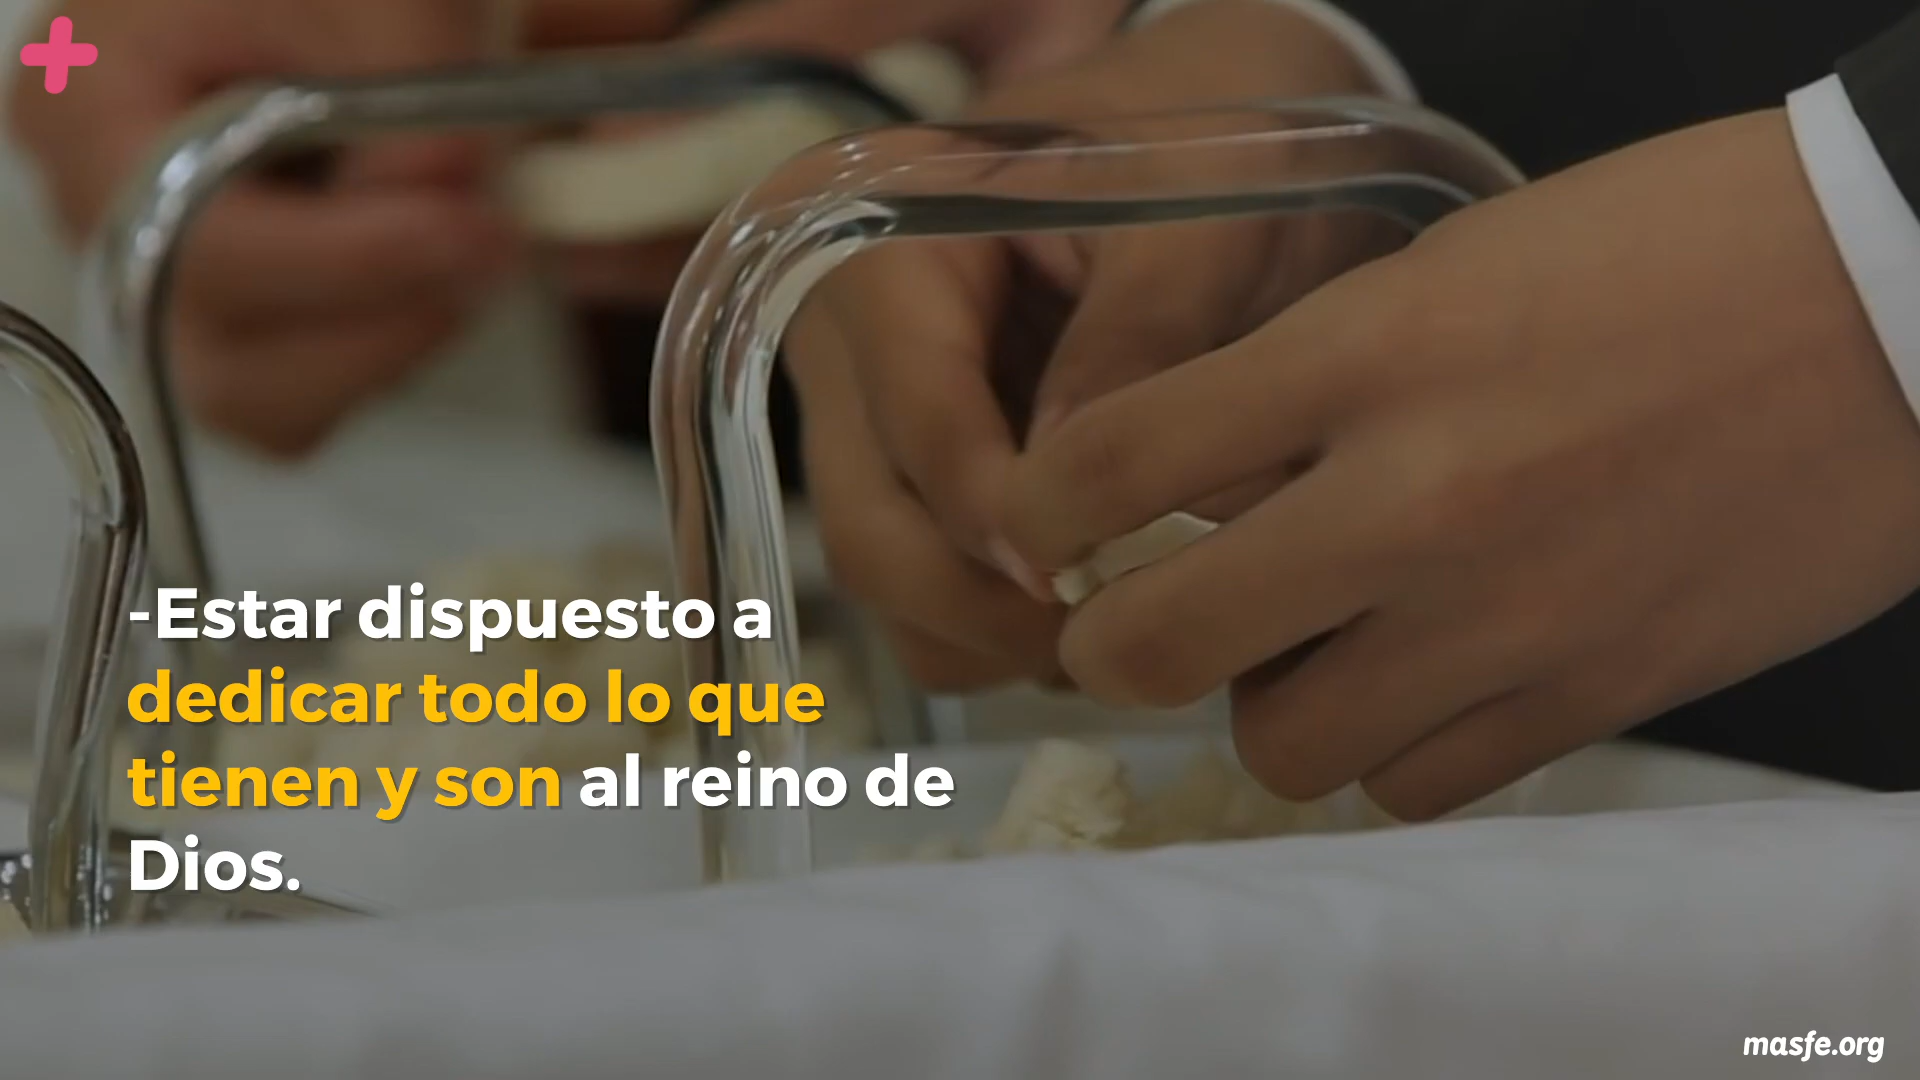 -Estar dispuesto a
dedicar todo lo que
tienen y son al reino de
Dios.
masfe.org